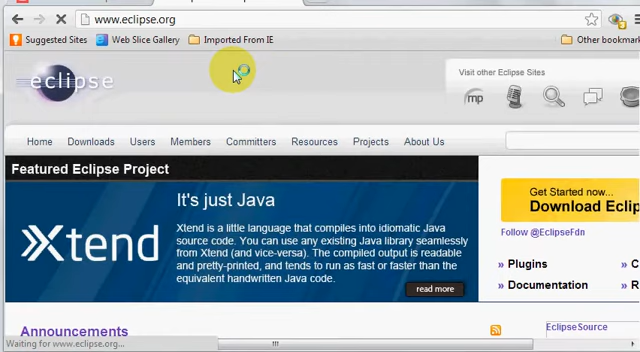 www.eclipse.org
Suggested Sites
Web Slice Gallery
Imported From IE
Other bookmar
eclipse
Visit other Eclipse Sites
mp
Home
Downloads
Users
Members
Committers
Resources
Projects
About Us
Featured Eclipse Project
Xtend
It's just Java
Xtend is a little language that compiles into idiomatic Java
source code. You can use any existing Java library seamlessly
from Xtend (and vice-versa). The compiled output is readable
and pretty-printed, and tends to run as fast or faster than the
equivalent handwritten Java code.
read more
Get Started now...
Download Eclip
Follow @EclipseFdn
» Plugins
» C
» Documentation
» R
Announcements
EclipseSource
Waiting for www.eclipse.org...